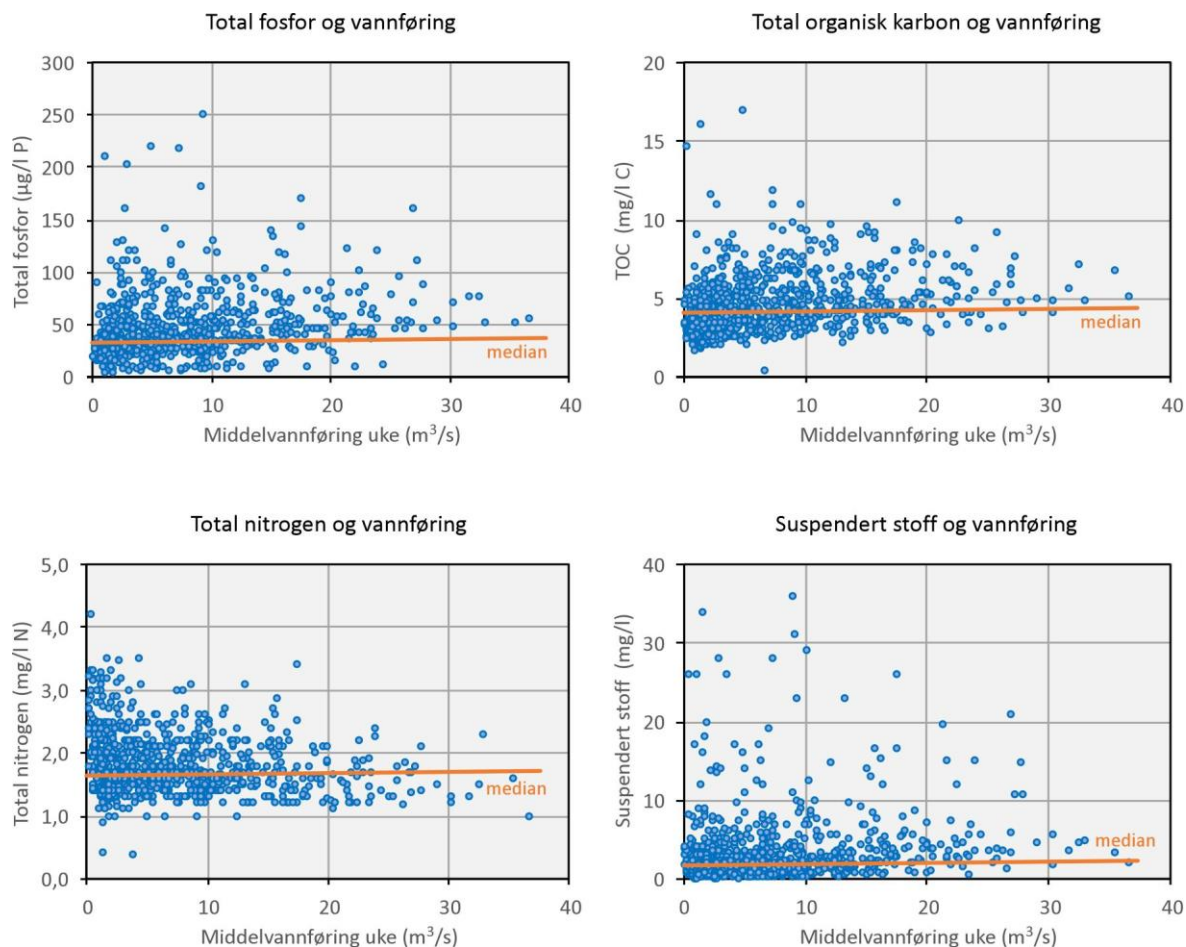 Total fosfor og vannføring
Total fosfor (µg/l P)
300
250
200
150
100
50
0
0 10 20 30 40
median
Middelvannføring uke (m³/s)
Total organisk karbon og vannføring
TOC (mg/l C)
20
15
10
5
0
0 10 20 30 40
median
Middelvannføring uke (m³/s)
Total nitrogen og vannføring
Total nitrogen (mg/l N)
5,0
4,0
3,0
2,0
1,0
0,0
0 10 20 30 40
median
Middelvannføring uke (m³/s)
Suspendert stoff og vannføring
Suspendert stoff (mg/l)
40
30
20
10
0
0 10 20 30 40
median
Middelvannføring uke (m³/s)